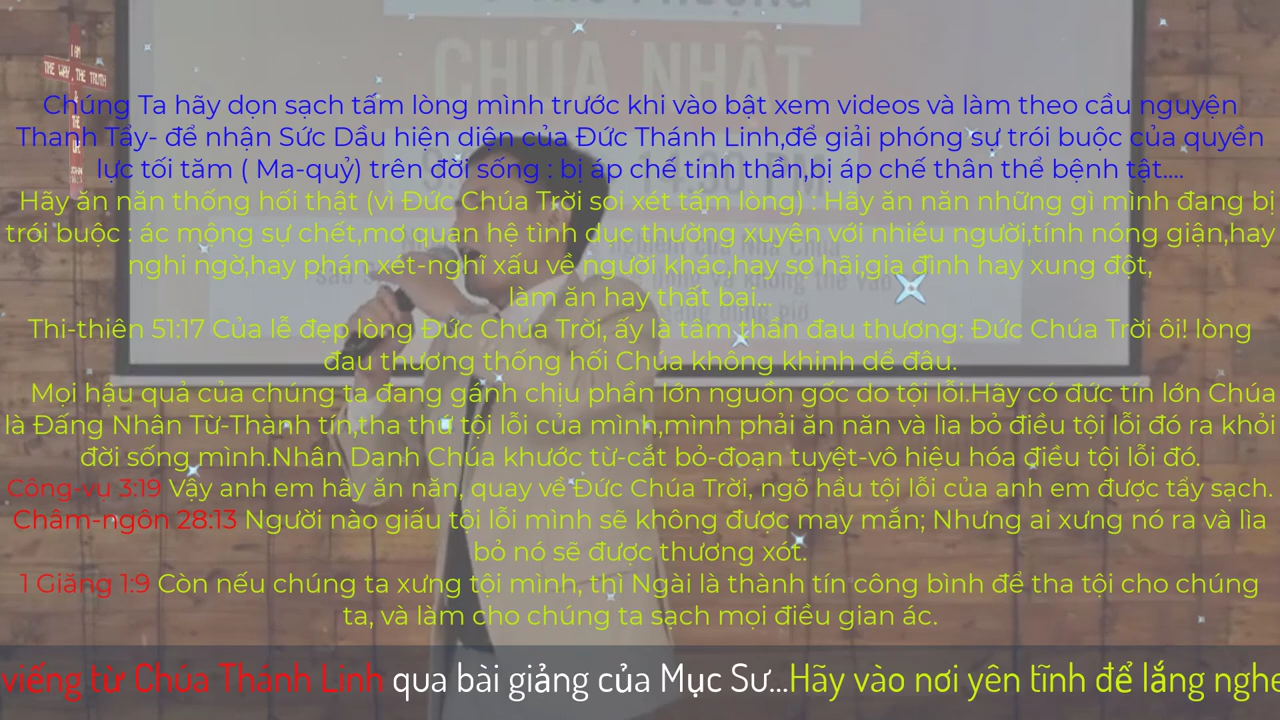 CHÚA NHẬT
I AM
THE WAY, THE TRUTH
&
THE
Chúng Ta hãy dọn sạch tấm lòng mình trước khi vào bật xem videos và làm theo cầu nguyện
Thanh Tẩy- để nhận Sức Dầu hiện diện của Đức Thánh Linh,để giải phóng sự trói buộc của quyền
lực tối tăm ( Ma-quỷ) trên đời sống : bị áp chế tinh thần,bị áp chế thân thể bệnh tật....
Hãy ăn năn thống hối thật (vì Đức Chúa Trời soi xét tấm lòng) : Hãy ăn năn những gì mình đang bị
trói buộc : ác mộng sự chết,mơ quan hệ tình dục thường xuyên với nhiều người,tính nóng giận,hay
nghi ngờ,hay phán xét-nghĩ xấu về người khác,hay sợ hãi,gia đình hay xung đột,
làm ăn hay thất bại...
Thi-thiên 51:17 Của lễ đẹp lòng Đức Chúa Trời, ấy là tâm thần đau thương: Đức Chúa Trời ôi! lòng
đau thương thống hối Chúa không khinh dể đâu.
Mọi hậu quả của chúng ta đang gánh chịu phần lớn nguồn gốc do tội lỗi.Hãy có đức tin lớn Chúa
là Đấng Nhân Từ-Thành tín,tha thứ tội lỗi của mình,mình phải ăn năn và lìa bỏ điều tội lỗi đó ra khỏi
đời sống mình.Nhân Danh Chúa khước từ-cắt bỏ-đoạn tuyệt-vô hiệu hóa điều tội lỗi đó.
Công-vụ 3:19 Vậy anh em hãy ăn năn, quay về Đức Chúa Trời, ngõ hầu tội lỗi của anh em được tẩy sạch.
Châm-ngôn 28:13 Người nào giấu tội lỗi mình sẽ không được may mắn; Nhưng ai xưng nó ra và lìa
bỏ nó sẽ được thương xót.
1 Giăng 1:9 Còn nếu chúng ta xưng tội mình, thì Ngài là thành tín công bình để tha tội cho chúng
ta, và làm cho chúng ta sạch mọi điều gian ác.
viếng từ Chúa Thánh Linh qua bài giảng của Mục Sư...Hãy vào nơi yên tĩnh để lắng nghe